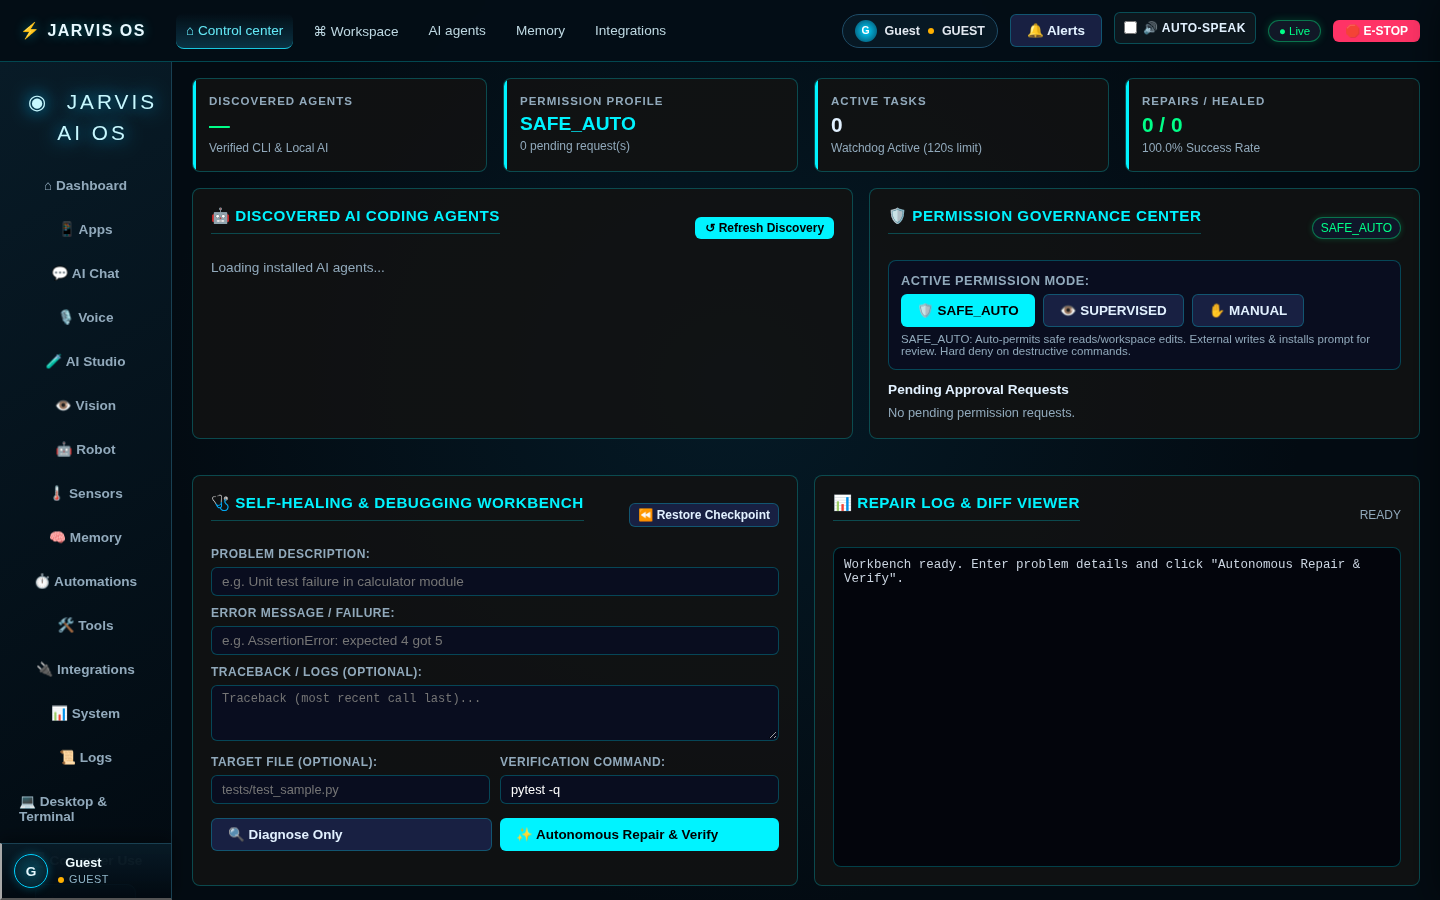 ⚡ JARVIS OS
⌂ Control center
⌘ Workspace
AI agents
Memory
Integrations
G Guest ● GUEST
🔔 Alerts
🔊 AUTO-SPEAK
● Live
🛑 E-STOP
◉ JARVIS
AI OS
⌂ Dashboard
📱 Apps
💬 AI Chat
🎙️ Voice
🧪 AI Studio
👁️ Vision
🤖 Robot
🌡️ Sensors
🧠 Memory
⏱️ Automations
🛠️ Tools
🔌 Integrations
📊 System
📜 Logs
💻 Desktop &
Terminal
G Guest
● GUEST
DISCOVERED AGENTS
—
Verified CLI & Local AI
PERMISSION PROFILE
SAFE_AUTO
0 pending request(s)
ACTIVE TASKS
0
Watchdog Active (120s limit)
REPAIRS / HEALED
0 / 0
100.0% Success Rate
🤖 DISCOVERED AI CODING AGENTS
↺ Refresh Discovery
Loading installed AI agents...
🛡️ PERMISSION GOVERNANCE CENTER
SAFE_AUTO
ACTIVE PERMISSION MODE:
🛡️ SAFE_AUTO
👁️ SUPERVISED
✋ MANUAL
SAFE_AUTO: Auto-permits safe reads/workspace edits. External writes & installs prompt for
review. Hard deny on destructive commands.
Pending Approval Requests
No pending permission requests.
🩺 SELF-HEALING & DEBUGGING WORKBENCH
⏪ Restore Checkpoint
PROBLEM DESCRIPTION:
e.g. Unit test failure in calculator module
ERROR MESSAGE / FAILURE:
e.g. AssertionError: expected 4 got 5
TRACEBACK / LOGS (OPTIONAL):
Traceback (most recent call last)...
TARGET FILE (OPTIONAL):
tests/test_sample.py
VERIFICATION COMMAND:
pytest -q
🔍 Diagnose Only
✨ Autonomous Repair & Verify
📊 REPAIR LOG & DIFF VIEWER
READY
Workbench ready. Enter problem details and click "Autonomous Repair &
Verify".